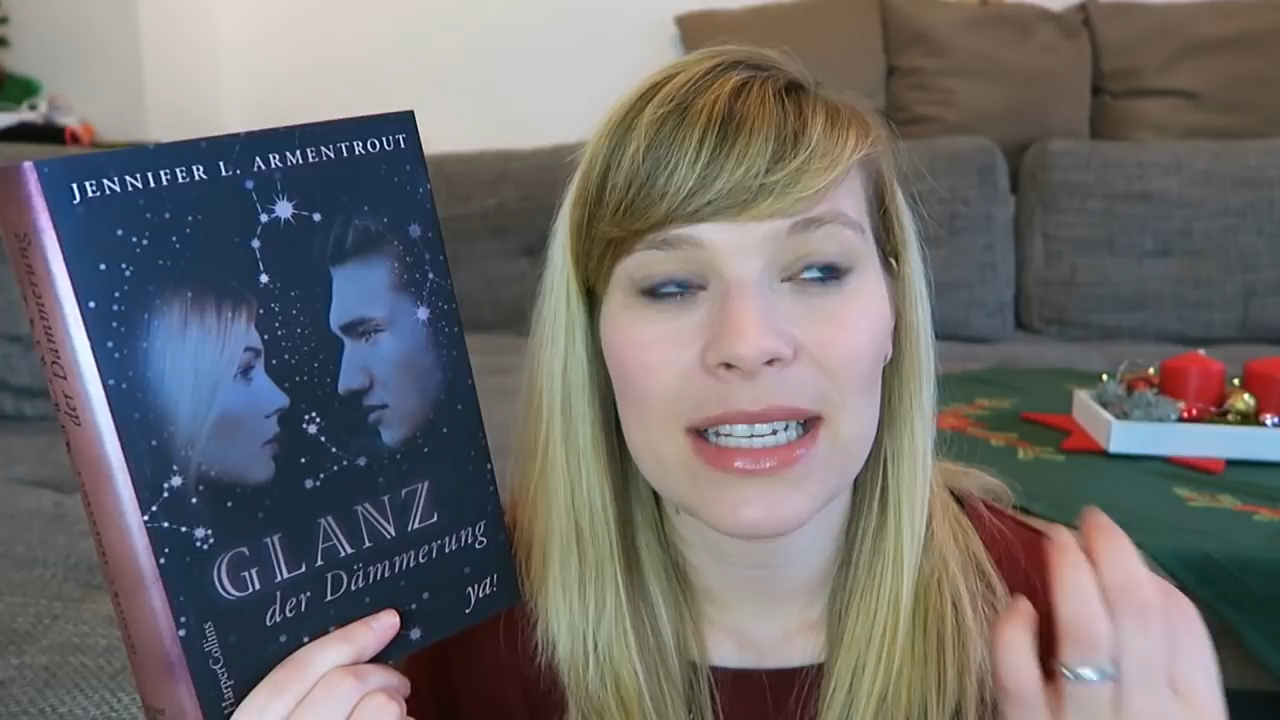 JENNIFER L. ARMENTROUT
GLANZ
der Dämmerung
ya!
HarperCollins
der Dämmerung